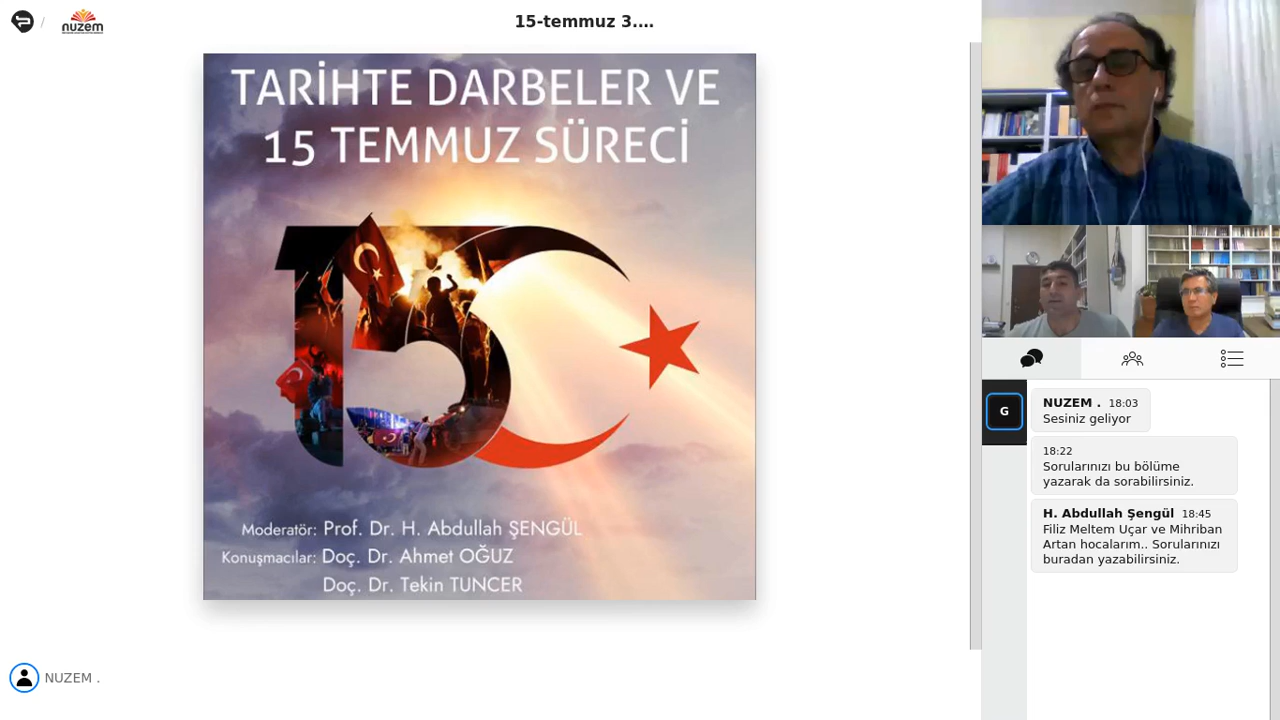 /
nuzem
15-temmuz 3....
TARİHTE DARBELER VE
15 TEMMUZ SÜRECİ
15
Moderatör: Prof. Dr. H. Abdullah ŞENGÜL
Konuşmacılar: Doç. Dr. Ahmet OĞUZ
Doç. Dr. Tekin TUNCER
NUZEM .
G
NUZEM . 18:03
Sesiniz geliyor
18:22
Sorularınızı bu bölüme
yazarak da sorabilirsiniz.
H. Abdullah Şengül 18:45
Filiz Meltem Uçar ve Mihriban
Artan hocalarım.. Sorularınızı
buradan yazabilirsiniz.